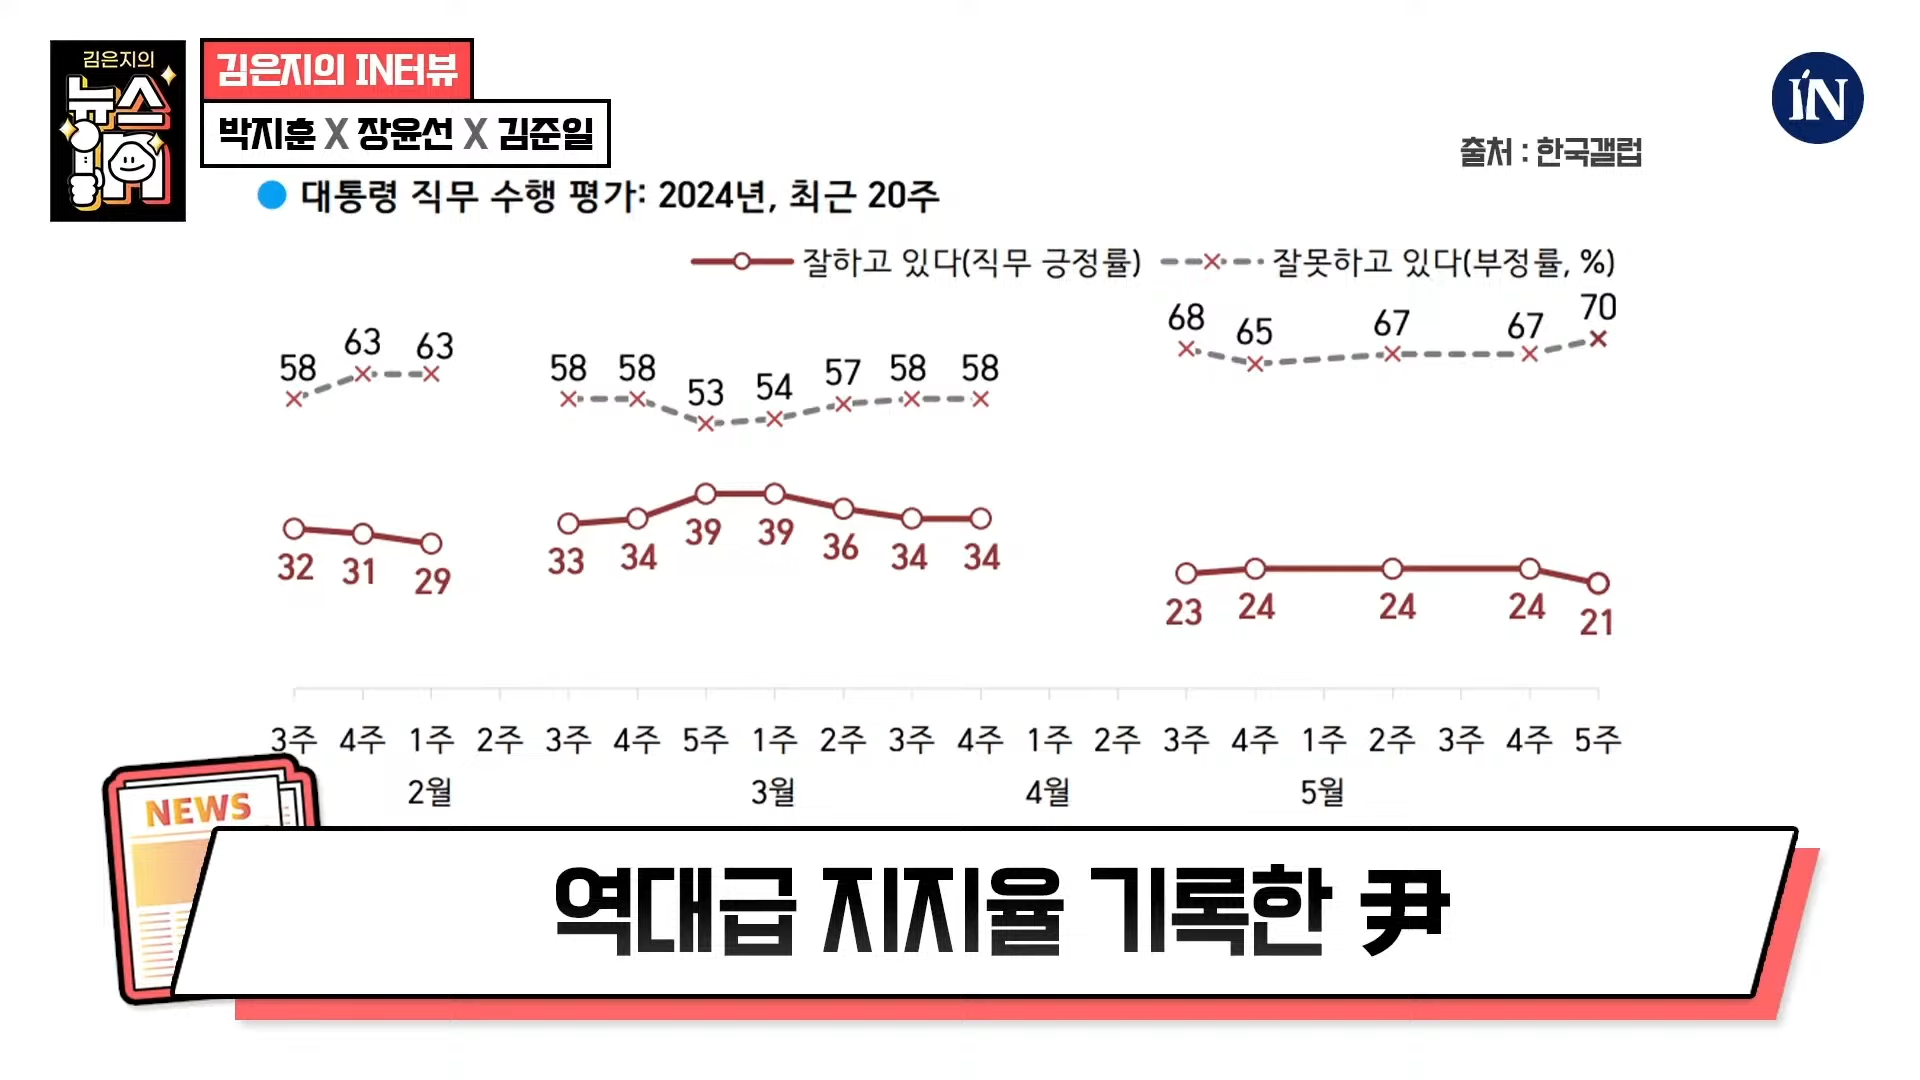 김은지의
뉴스IN
김은지의 IN터뷰
박지훈 X 장윤선 X 김준일
IN
출처 : 한국갤럽
대통령 직무 수행 평가: 2024년, 최근 20주
잘하고 있다(직무 긍정률) 잘못하고 있다(부정률, %)
58 63 63 58 58 53 54 57 58 58 68 65 67 67 70
32 31 29 33 34 39 39 36 34 34 23 24 24 24 21
3주 4주 1주 2주 3주 4주 5주 1주 2주 3주 4주 1주 2주 3주 4주 1주 2주 3주 4주 5주
2월 3월 4월 5월
NEWS
역대급 지지율 기록한 尹